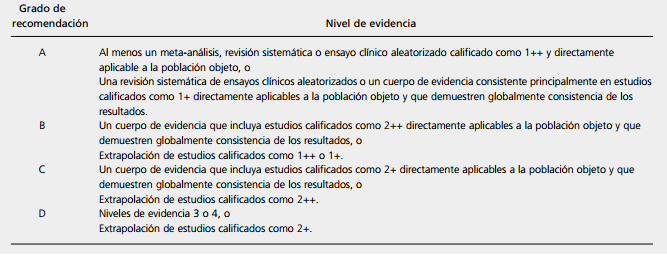 Grado de
recomendación
Nivel de evidencia
A
Al menos un meta-análisis, revisión sistemática o ensayo clínico aleatorizado calificado como 1++ y directamente
aplicable a la población objeto, o
Una revisión sistemática de ensayos clínicos aleatorizados o un cuerpo de evidencia consistente principalmente en estudios
calificados como 1+ directamente aplicables a la población objeto y que demuestren globalmente consistencia de los
resultados.
B
Un cuerpo de evidencia que incluya estudios calificados como 2++ directamente aplicables a la población objeto y que
demuestren globalmente consistencia de los resultados, o
Extrapolación de estudios calificados como 1++ o 1+.
C
Un cuerpo de evidencia que incluya estudios calificados como 2+ directamente aplicables a la población objeto y que
demuestren globalmente consistencia de los resultados, o
Extrapolación de estudios calificados como 2++.
D
Niveles de evidencia 3 o 4, o
Extrapolación de estudios calificados como 2+.